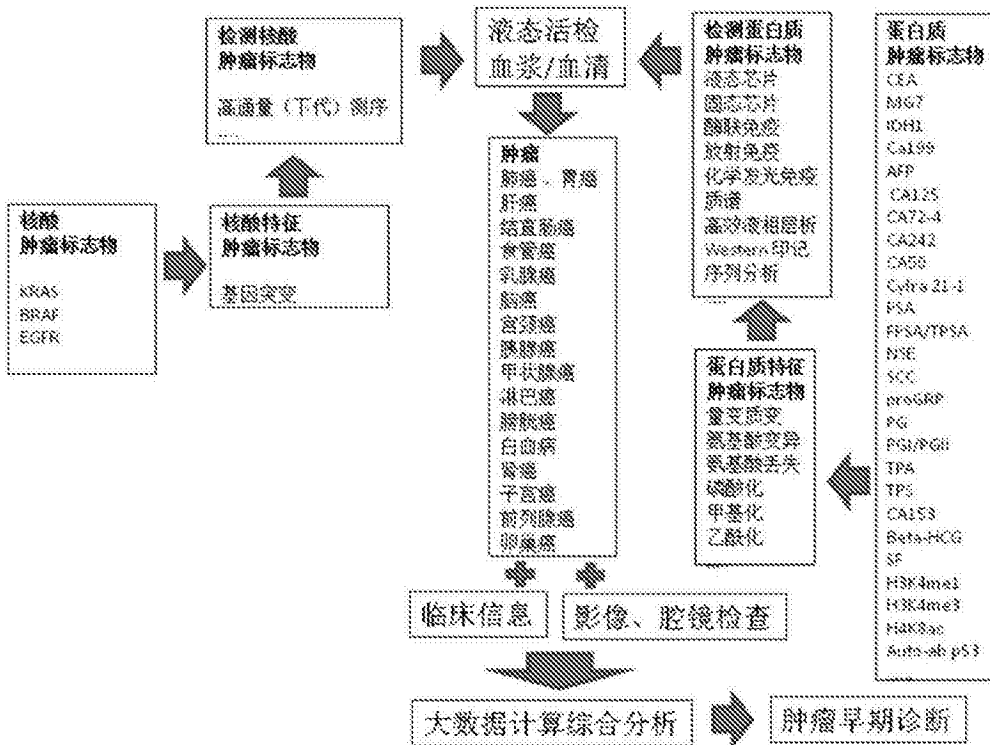 检测核酸
肿瘤标志物
高通量（下代）测序
......
液态活检
血浆/血清
检测蛋白质
肿瘤标志物
液态芯片
固态芯片
酶联免疫
放射免疫
化学发光免疫
质谱
高效液相层析
Western 印记
序列分析
......
蛋白质
肿瘤标志物
CEA
MG7
IDH1
Ca199
AFP
CA125
CA72-4
CA242
CA50
Cyfra 21-1
PSA
FPSA/TPSA
NSE
SCC
proGRP
PG
PGI/PGII
TPA
TPS
CA153
Beta-HCG
SF
H3K4me1
H3K4me3
H4K8ac
Auto-ab p53
......
核酸
肿瘤标志物
KRAS
BRAF
EGFR
核酸特征
肿瘤标志物
基因突变
肿瘤
肺癌、胃癌
肝癌
结直肠癌
食管癌
乳腺癌
脑癌
宫颈癌
胰腺癌
甲状腺癌
淋巴癌
膀胱癌
白血病
肾癌
子宫癌
前列腺癌
卵巢癌
蛋白质特征
肿瘤标志物
量变质变
氨基酸变异
氨基酸丢失
磷酸化
甲基化
乙酰化
......
临床信息
影像、腔镜检查
大数据计算综合分析
肿瘤早期诊断